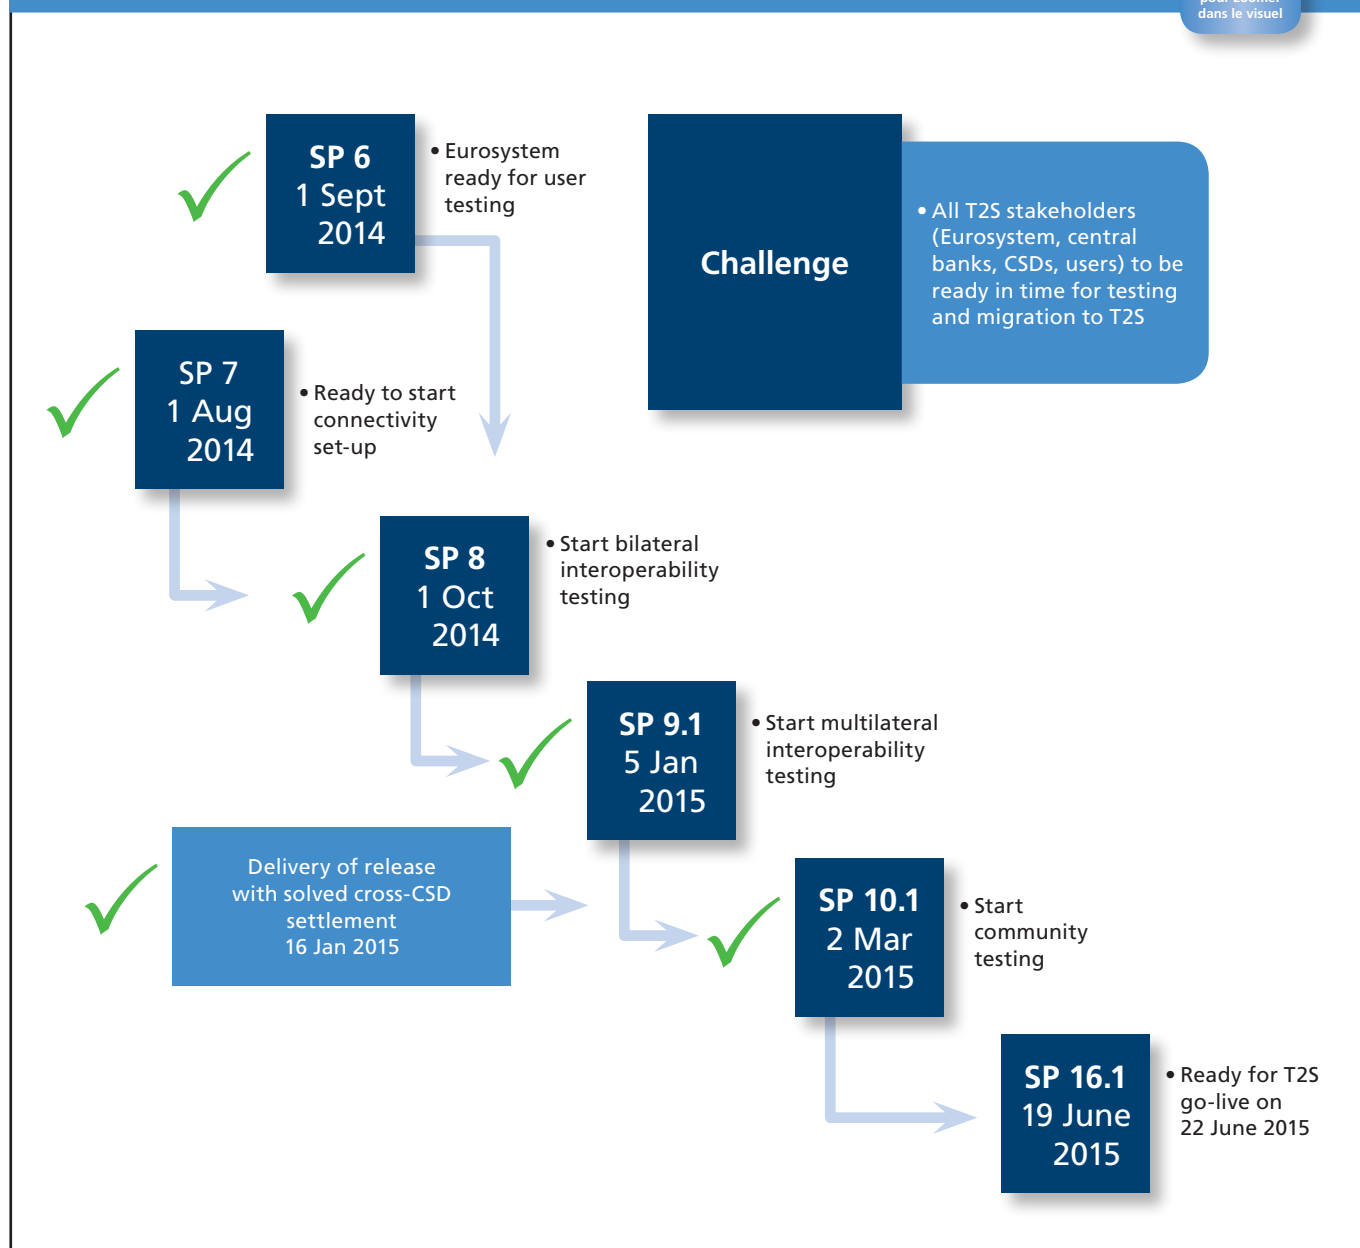 dans le visuel
SP 6
1 Sept
2014
• Eurosystem
ready for user
testing
Challenge
• All T2S stakeholders
(Eurosystem, central
banks, CSDs, users) to be
ready in time for testing
and migration to T2S
SP 7
1 Aug
2014
• Ready to start
connectivity
set-up
SP 8
1 Oct
2014
• Start bilateral
interoperability
testing
SP 9.1
5 Jan
2015
• Start multilateral
interoperability
testing
Delivery of release
with solved cross-CSD
settlement
16 Jan 2015
SP 10.1
2 Mar
2015
• Start
community
testing
SP 16.1
19 June
2015
• Ready for T2S
go-live on
22 June 2015